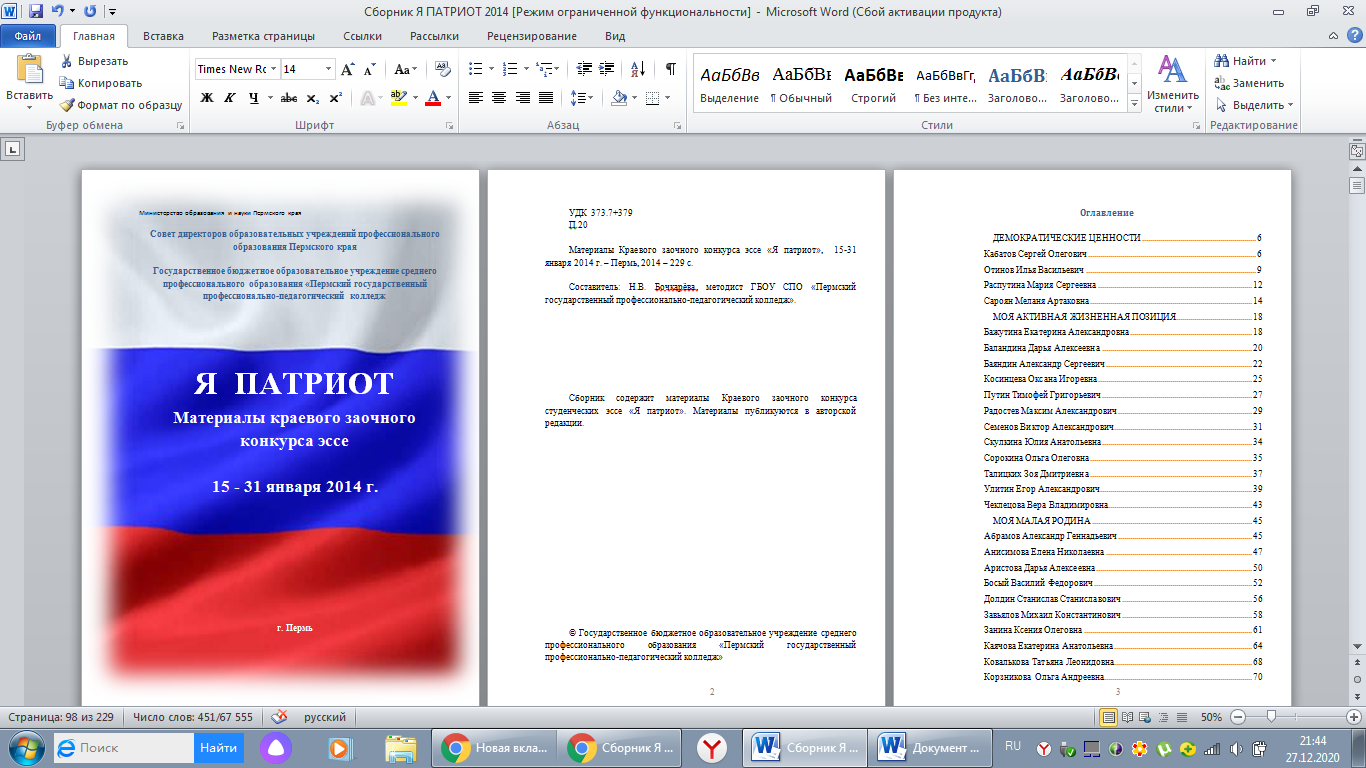 Сборник Я ПАТРИОТ 2014 [Режим ограниченной функциональности] - Microsoft Word (Сбой активации продукта)
Файл Главная Вставка Разметка страницы Ссылки Рассылки Рецензирование Вид
Вставить
Вырезать
Копировать
Формат по образцу
Буфер обмена
Times New Ro 14
Ж К Ч abc x₂ x²
Шрифт
Абзац
АаБбВв АаБбВв АаБбВв АаБбВвГг, АаБбВ АаБбВв
Выделение ¶ Обычный Строгий ¶ Без инте... Заголово... Заголово...
Стили
Изменить стили
Найти
Заменить
Выделить
Редактирование
Министерство образования и науки Пермского края
Совет директоров образовательных учреждений профессионального
образования Пермского края
Государственное бюджетное образовательное учреждение среднего
профессионального образования «Пермский государственный
профессионально-педагогический колледж
Я ПАТРИОТ
Материалы краевого заочного
конкурса эссе
15 - 31 января 2014 г.
г. Пермь
УДК 373.7+379
Ц.20
Материалы Краевого заочного конкурса эссе «Я патриот», 15-31
января 2014 г. – Пермь, 2014 – 229 с.
Составитель: Н.В. Бочкарёва, методист ГБОУ СПО «Пермский
государственный профессионально-педагогический колледж».
Сборник содержит материалы Краевого заочного конкурса
студенческих эссе «Я патриот». Материалы публикуются в авторской
редакции.
© Государственное бюджетное образовательное учреждение среднего
профессионального образования «Пермский государственный
профессионально-педагогический колледж»
2
Оглавление
ДЕМОКРАТИЧЕСКИЕ ЦЕННОСТИ 6
Кабатов Сергей Олегович 6
Отинов Илья Васильевич 9
Распутина Мария Сергеевна 12
Сароян Меланя Артаковна 14
МОЯ АКТИВНАЯ ЖИЗНЕННАЯ ПОЗИЦИЯ 18
Бажутина Екатерина Александровна 18
Баландина Дарья Алексеевна 20
Баяндин Александр Сергеевич 22
Косинцева Оксана Игоревна 25
Путин Тимофей Григорьевич 27
Радостев Максим Александрович 29
Семенов Виктор Александрович 31
Скулкина Юлия Анатольевна 34
Сорокина Ольга Олеговна 35
Талицких Зоя Дмитриевна 37
Улитин Егор Александрович 39
Чеклецова Вера Владимировна 43
МОЯ МАЛАЯ РОДИНА 45
Абрамов Александр Геннадьевич 45
Анисимова Елена Николаевна 47
Аристова Дарья Алексеевна 50
Босый Василий Федорович 52
Долдин Станислав Станиславович 56
Завьялов Михаил Константинович 58
Занина Ксения Олеговна 61
Каячова Екатерина Анатольевна 64
Ковалькова Татьяна Леонидовна 68
Корзникова Ольга Андреевна 70
3
Страница: 98 из 229 Число слов: 451/67 555 русский 50%
Поиск Найти Новая вкла... Сборник Я ... Сборник Я ... Документ ... RU 21:44
27.12.2020